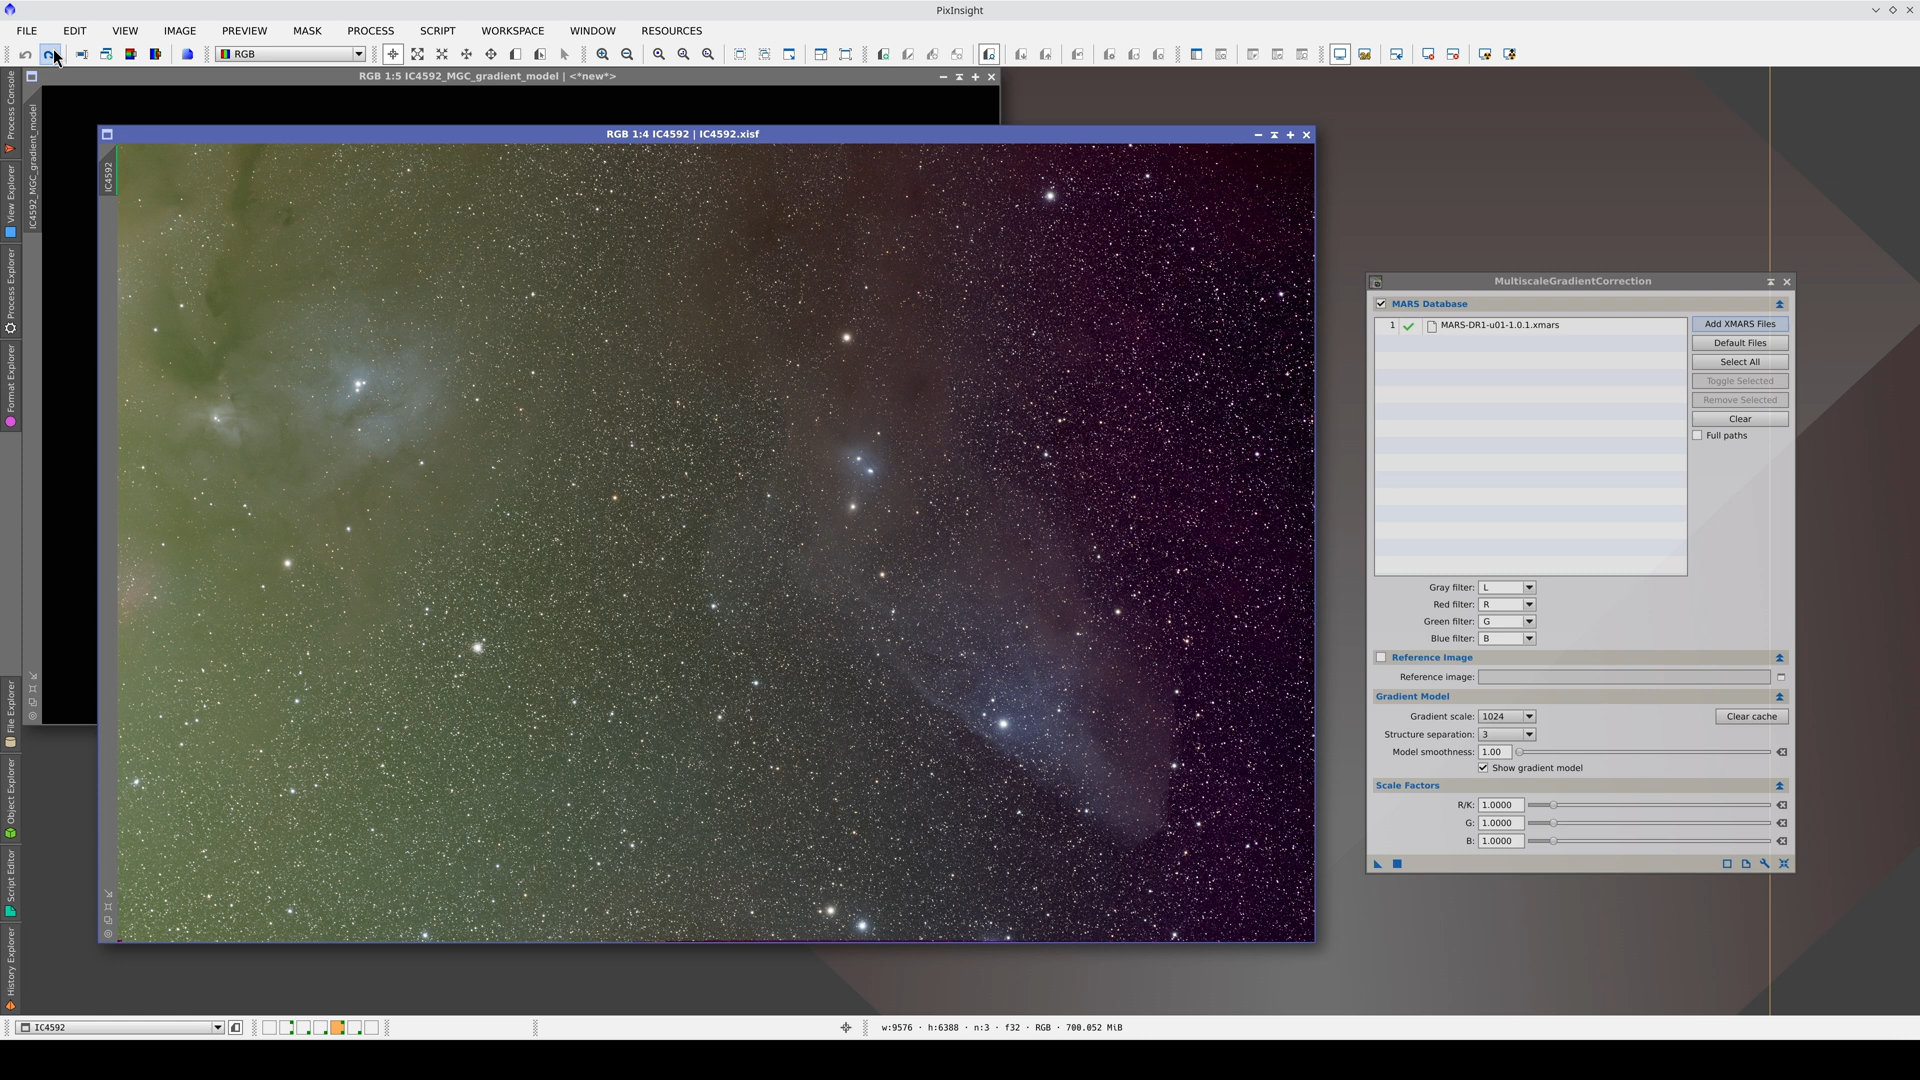 PixInsight
FILE EDIT VIEW IMAGE PREVIEW MASK PROCESS SCRIPT WORKSPACE WINDOW RESOURCES
RGB
RGB 1:5 IC4592_MGC_gradient_model | <*new*>
IC4592_MGC_gradient_model
RGB 1:4 IC4592 | IC4592.xisf
IC4592
Process Console
View Explorer
Process Explorer
Format Explorer
File Explorer
Object Explorer
Script Editor
History Explorer
MultiscaleGradientCorrection
MARS Database
1 MARS-DR1-u01-1.0.1.xmars
Add XMARS Files
Default Files
Select All
Toggle Selected
Remove Selected
Clear
Full paths
Gray filter: L
Red filter: R
Green filter: G
Blue filter: B
Reference Image
Reference image:
Gradient Model
Gradient scale: 1024 Clear cache
Structure separation: 3
Model smoothness: 1.00
Show gradient model
Scale Factors
R/K: 1.0000
G: 1.0000
B: 1.0000
IC4592
w:9576 · h:6388 · n:3 · f32 · RGB · 700.052 MiB